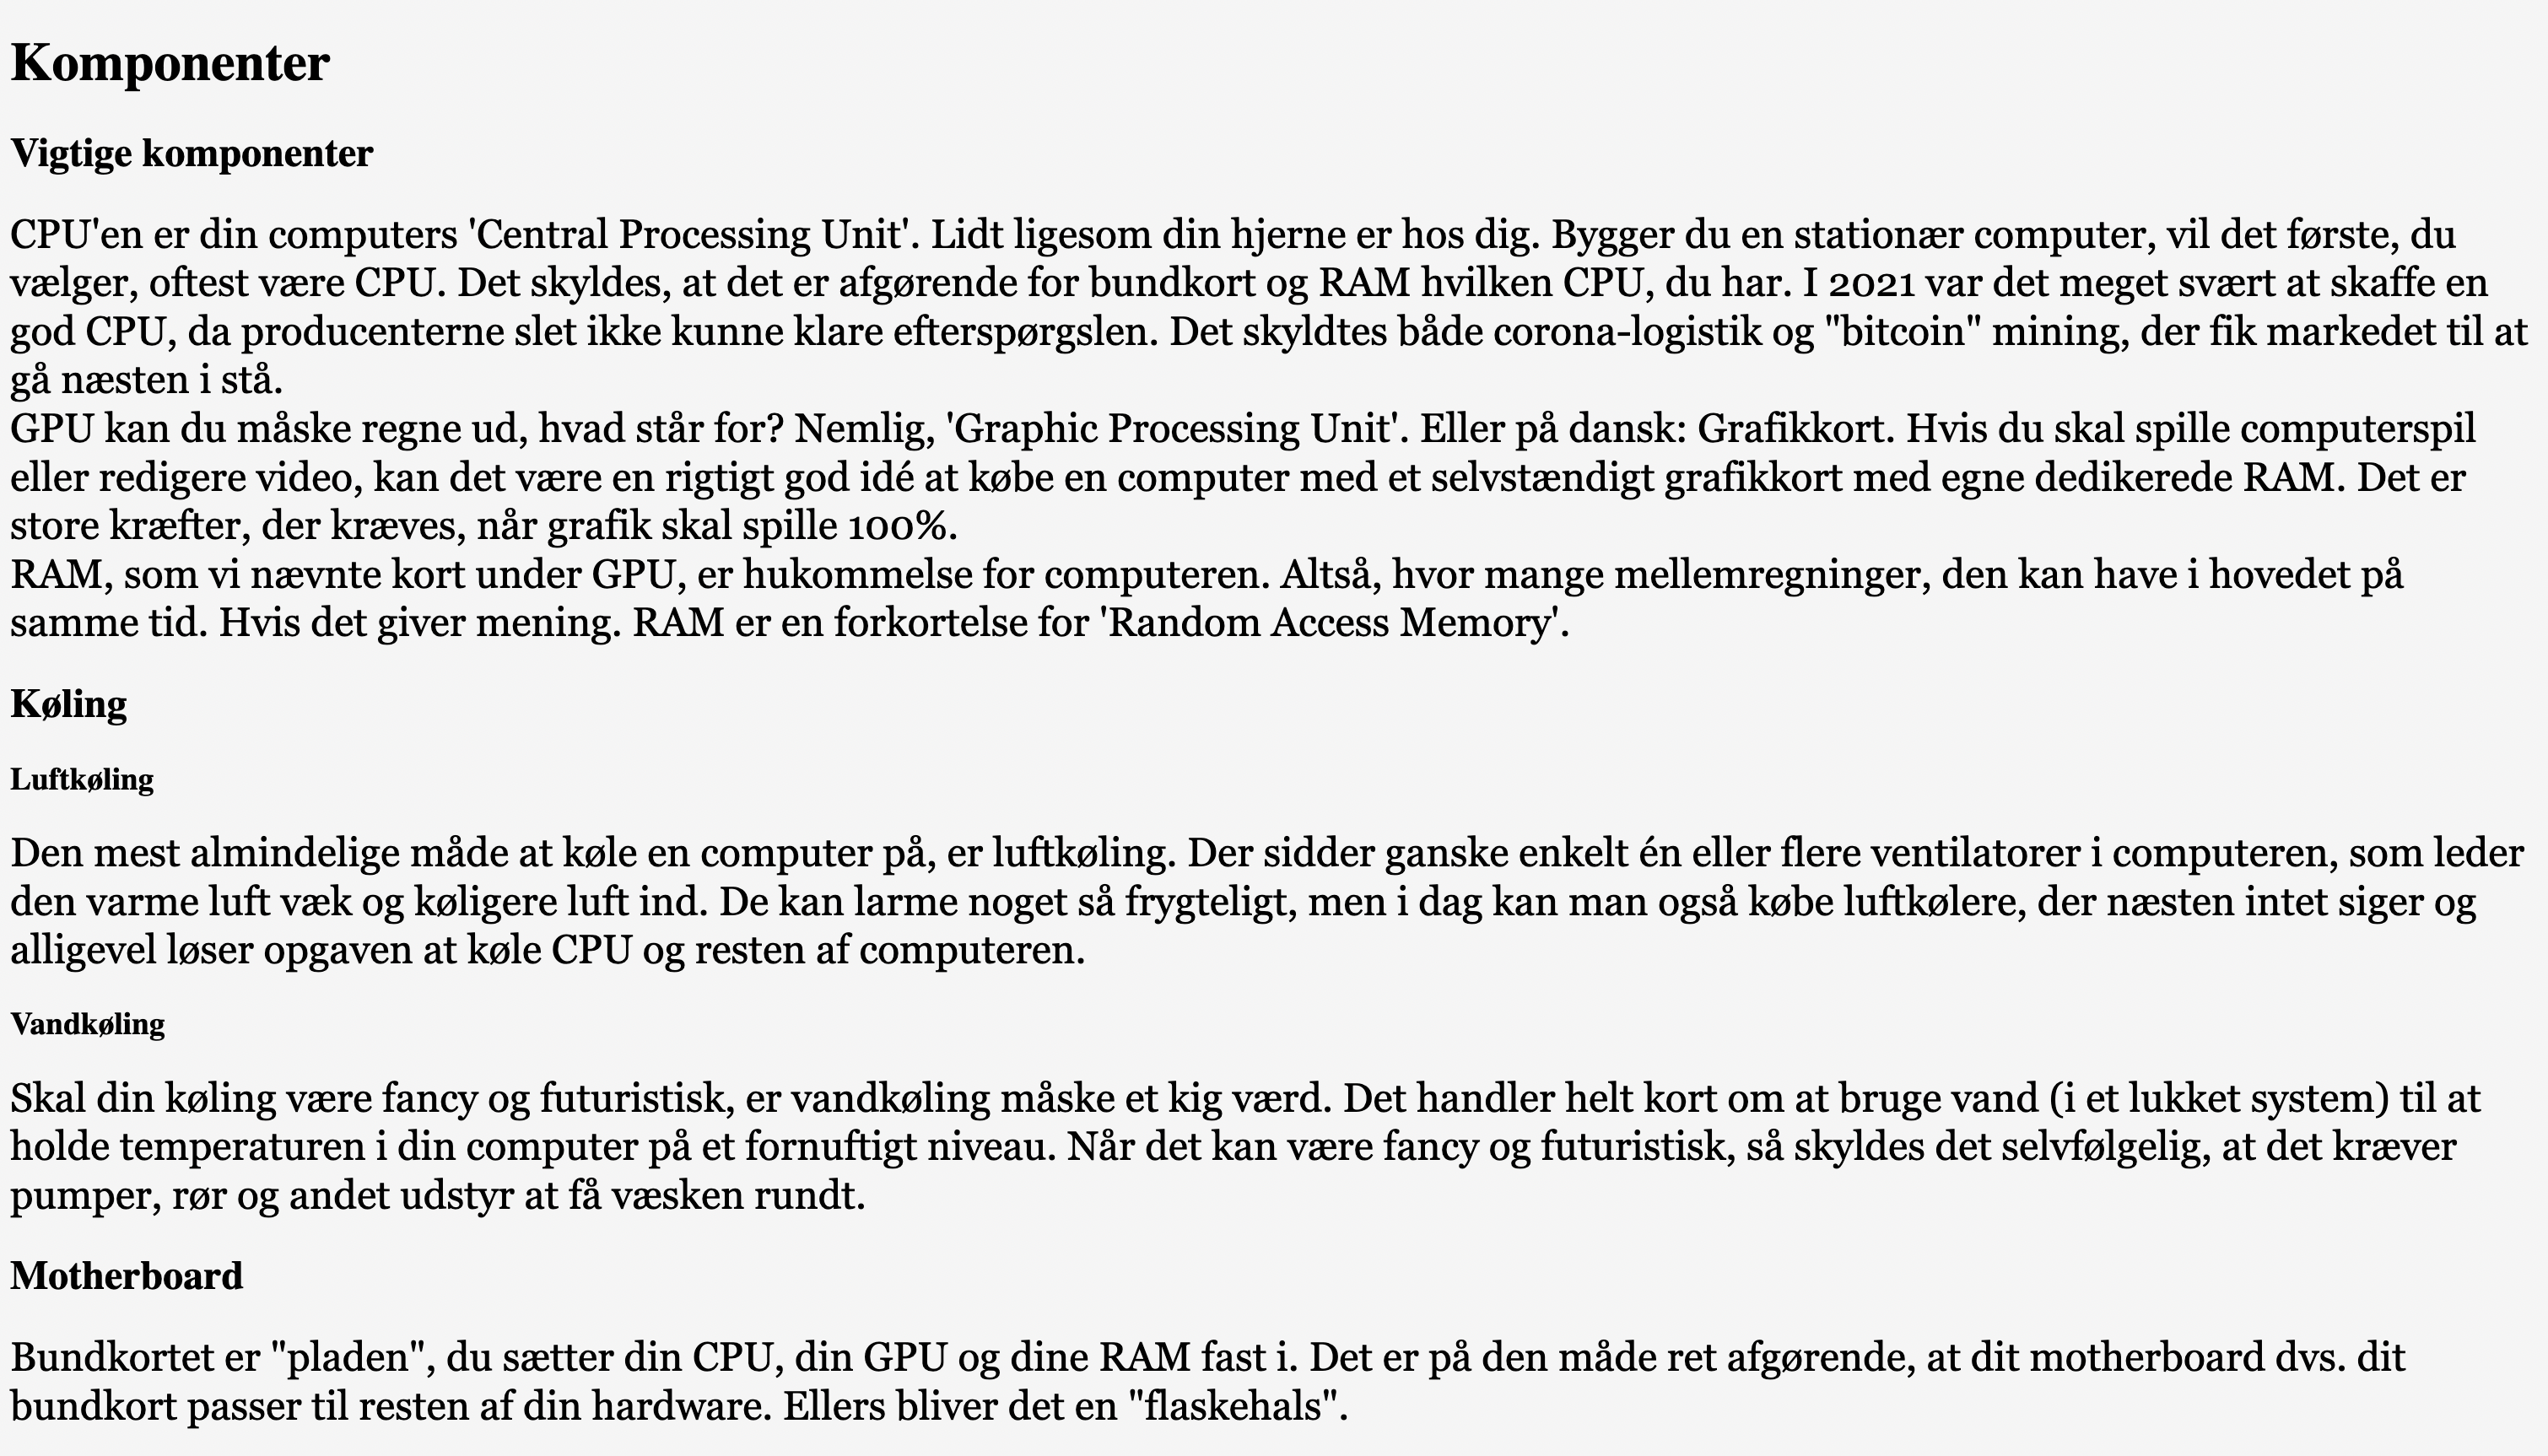 Komponenter
Vigtige komponenter
CPU'en er din computers 'Central Processing Unit'. Lidt ligesom din hjerne er hos dig. Bygger du en stationær computer, vil det første, du
vælger, oftest være CPU. Det skyldes, at det er afgørende for bundkort og RAM hvilken CPU, du har. I 2021 var det meget svært at skaffe en
god CPU, da producenterne slet ikke kunne klare efterspørgslen. Det skyldtes både corona-logistik og "bitcoin" mining, der fik markedet til at
gå næsten i stå.
GPU kan du måske regne ud, hvad står for? Nemlig, 'Graphic Processing Unit'. Eller på dansk: Grafikkort. Hvis du skal spille computerspil
eller redigere video, kan det være en rigtigt god idé at købe en computer med et selvstændigt grafikkort med egne dedikerede RAM. Det er
store kræfter, der kræves, når grafik skal spille 100%.
RAM, som vi nævnte kort under GPU, er hukommelse for computeren. Altså, hvor mange mellemregninger, den kan have i hovedet på
samme tid. Hvis det giver mening. RAM er en forkortelse for 'Random Access Memory'.
Køling
Luftkøling
Den mest almindelige måde at køle en computer på, er luftkøling. Der sidder ganske enkelt én eller flere ventilatorer i computeren, som leder
den varme luft væk og køligere luft ind. De kan larme noget så frygteligt, men i dag kan man også købe luftkølere, der næsten intet siger og
alligevel løser opgaven at køle CPU og resten af computeren.
Vandkøling
Skal din køling være fancy og futuristisk, er vandkøling måske et kig værd. Det handler helt kort om at bruge vand (i et lukket system) til at
holde temperaturen i din computer på et fornuftigt niveau. Når det kan være fancy og futuristisk, så skyldes det selvfølgelig, at det kræver
pumper, rør og andet udstyr at få væsken rundt.
Motherboard
Bundkortet er "pladen", du sætter din CPU, din GPU og dine RAM fast i. Det er på den måde ret afgørende, at dit motherboard dvs. dit
bundkort passer til resten af din hardware. Ellers bliver det en "flaskehals".